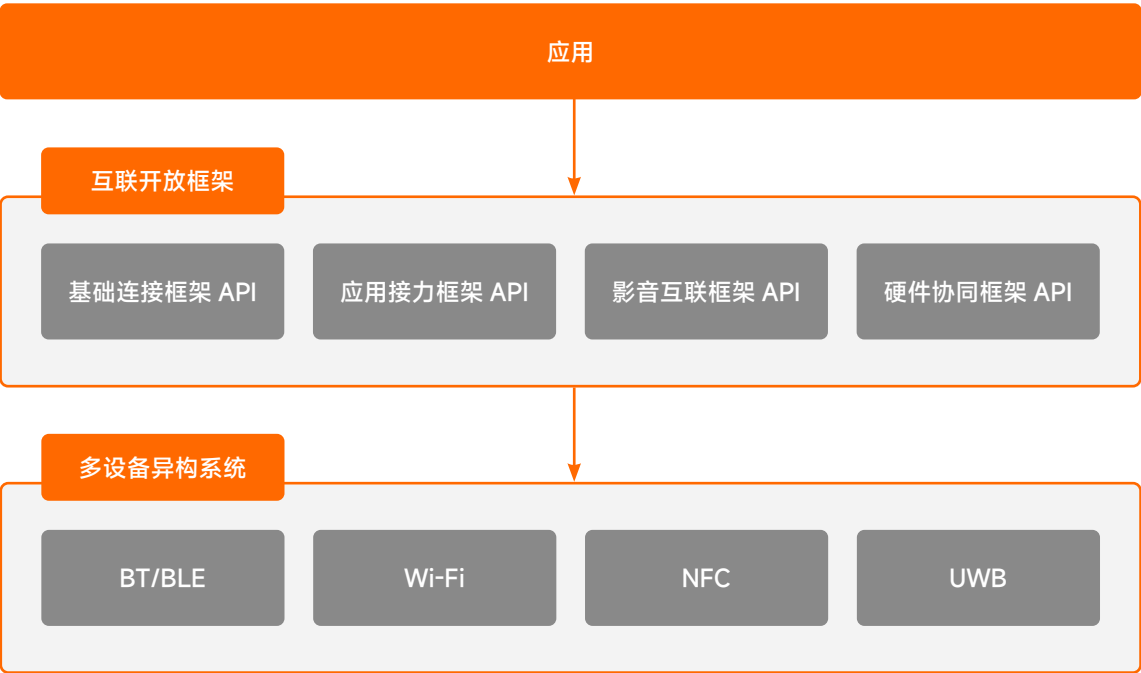 应用
互联开放框架
基础连接框架 API
应用接力框架 API
影音互联框架 API
硬件协同框架 API
多设备异构系统
BT/BLE
Wi-Fi
NFC
UWB